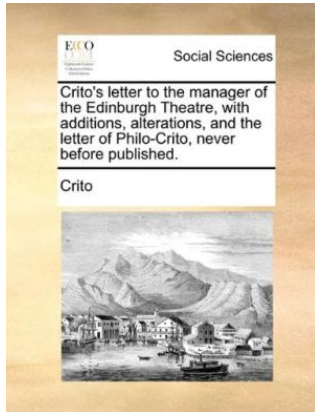 ECCO
Social Sciences
Crito's letter to the manager of
the Edinburgh Theatre, with
additions, alterations, and the
letter of Philo-Crito, never
before published.
Crito